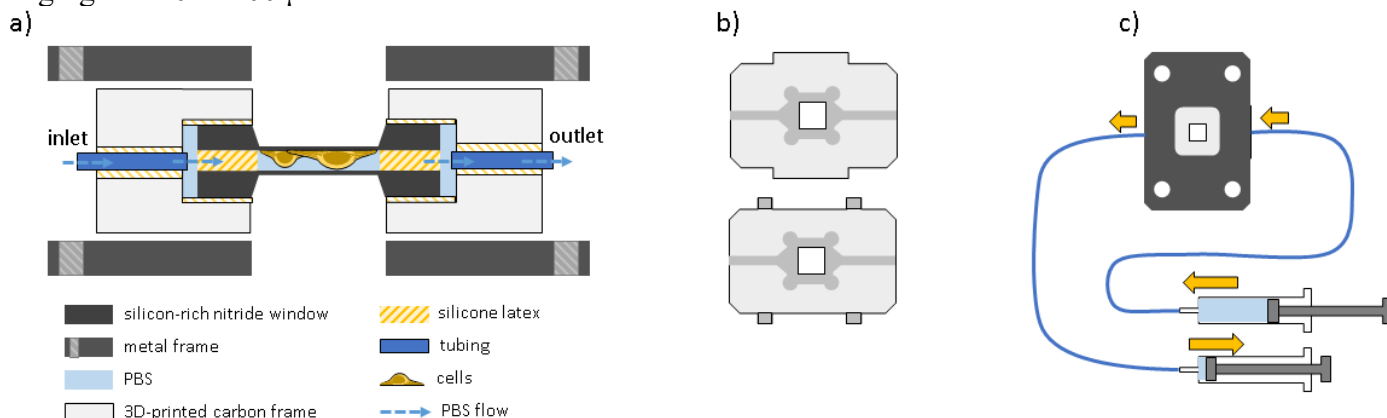 a)
b)
c)
inlet
outlet
silicon-rich nitride window
silicone latex
metal frame
tubing
PBS
cells
3D-printed carbon frame
PBS flow